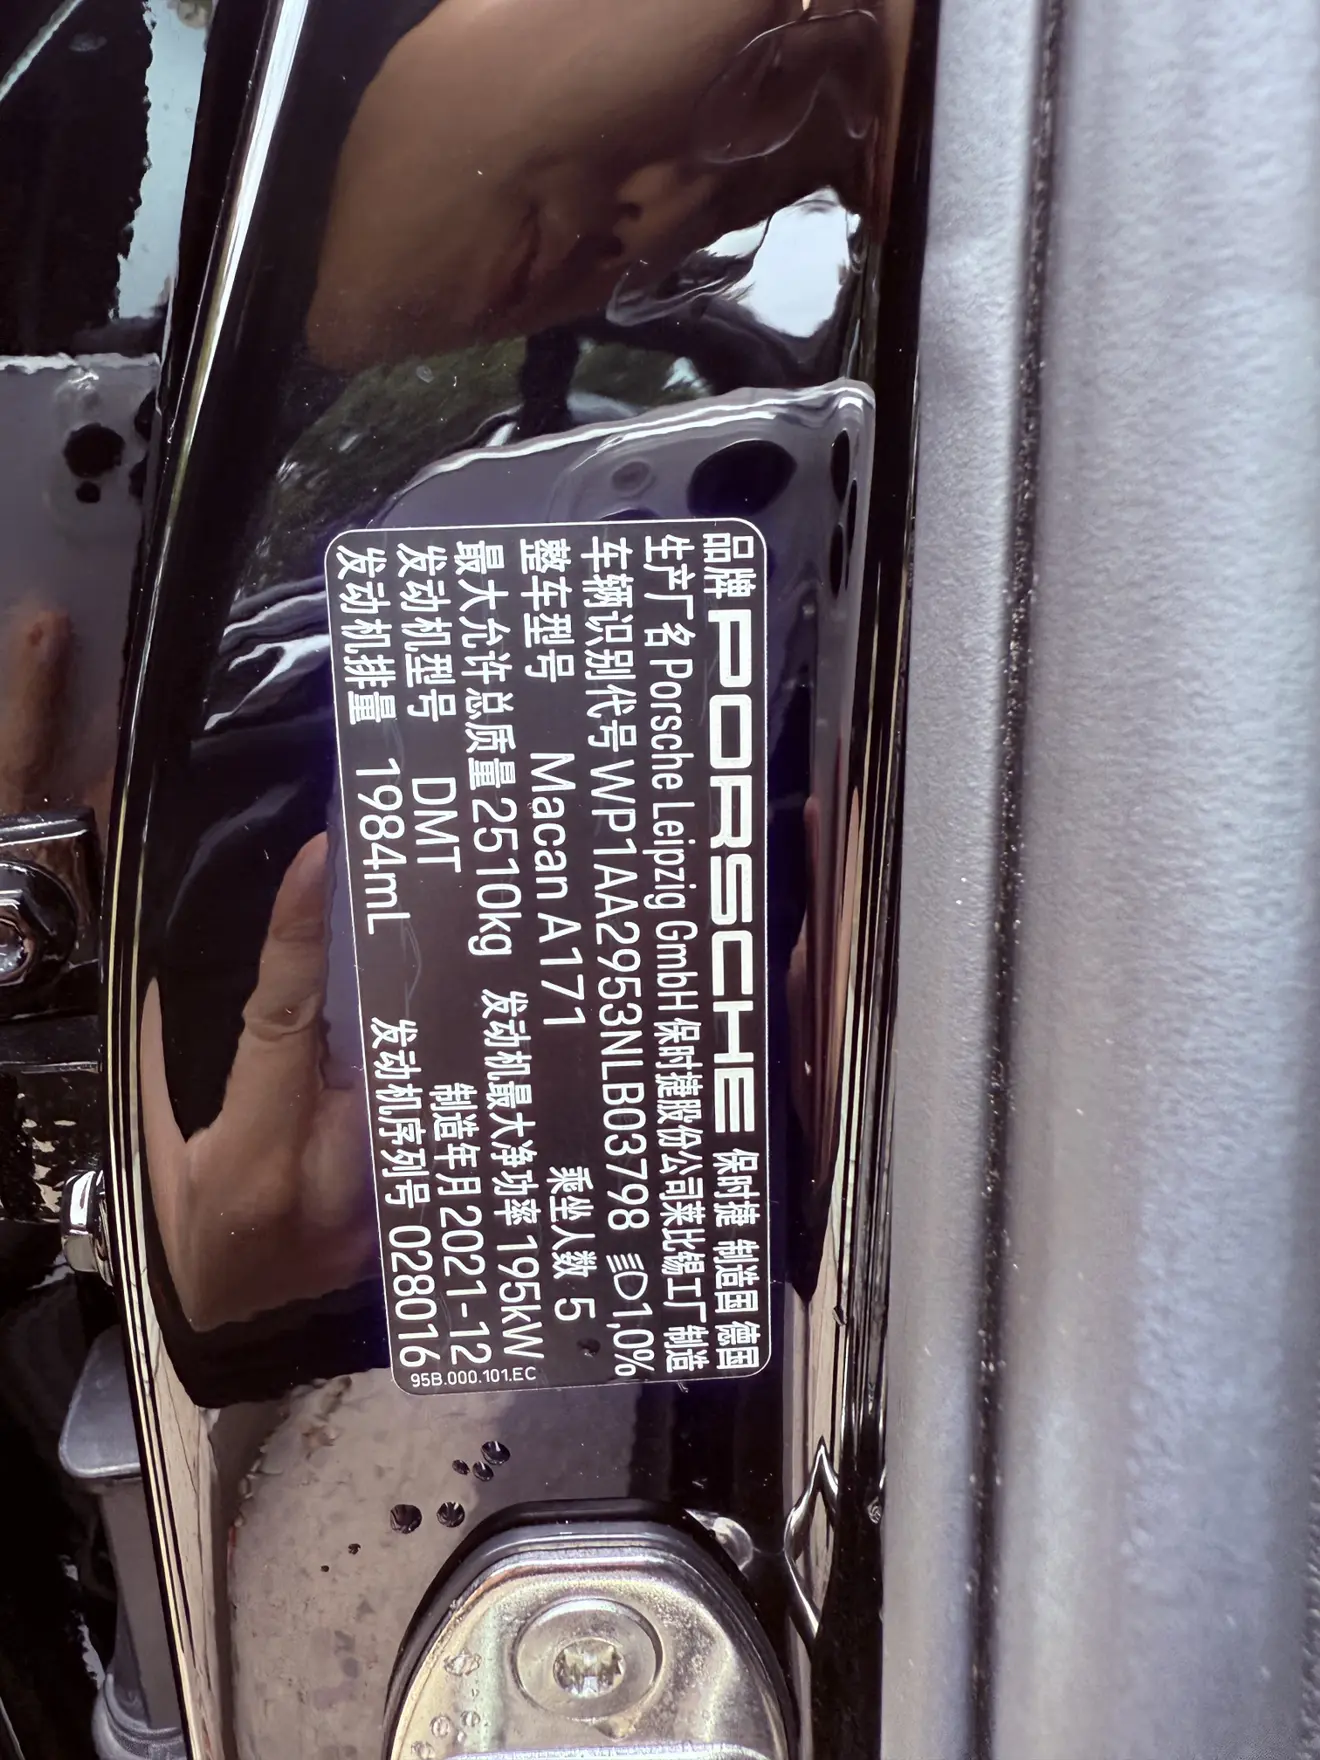 品牌 PORSCHE 保时捷 制造国 德国
生产厂名 Porsche Leipzig GmbH 保时捷股份公司莱比锡工厂制造
车辆识别代号 WP1AA2953NLB03798 1,0%
整车型号 Macan A171 乘坐人数 5
最大允许总质量 2510kg 发动机最大净功率 195kW
发动机型号 DMT 制造年月 2021-12
发动机排量 1984mL 发动机序列号 028016
95B.000.101.EC